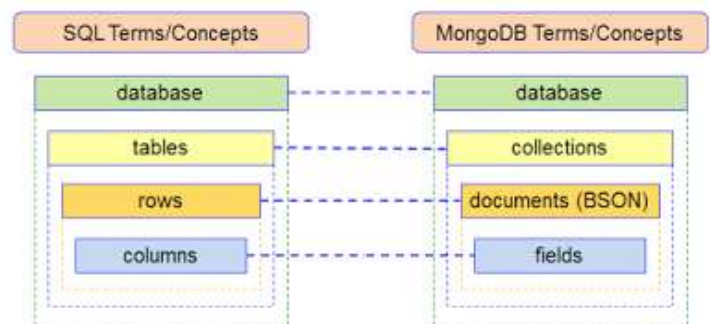 SQL Terms/Concepts
MongoDB Terms/Concepts
database
database
tables
collections
rows
documents (BSON)
columns
fields